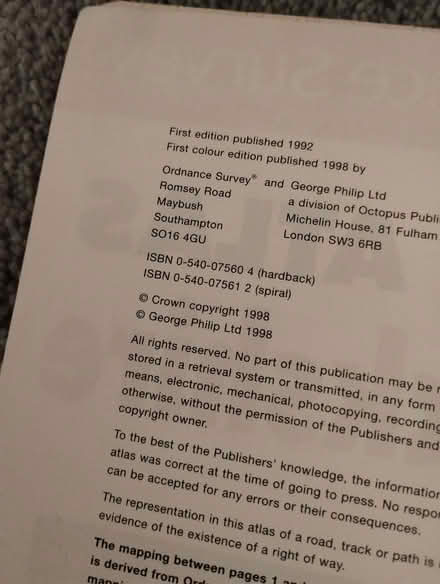 First edition published 1992
First colour edition published 1998 by
Ordnance Survey® and George Philip Ltd
Romsey Road a division of Octopus Publi
Maybush Michelin House, 81 Fulham
Southampton London SW3 6RB
SO16 4GU
ISBN 0-540-07560 4 (hardback)
ISBN 0-540-07561 2 (spiral)
© Crown copyright 1998
© George Philip Ltd 1998
All rights reserved. No part of this publication may be r
stored in a retrieval system or transmitted, in any form
means, electronic, mechanical, photocopying, recording
otherwise, without the permission of the Publishers and
copyright owner.
To the best of the Publishers' knowledge, the information
atlas was correct at the time of going to press. No respon
can be accepted for any errors or their consequences.
The representation in this atlas of a road, track or path is
evidence of the existence of a right of way.
The mapping between pages 1 an
is derived from Ord